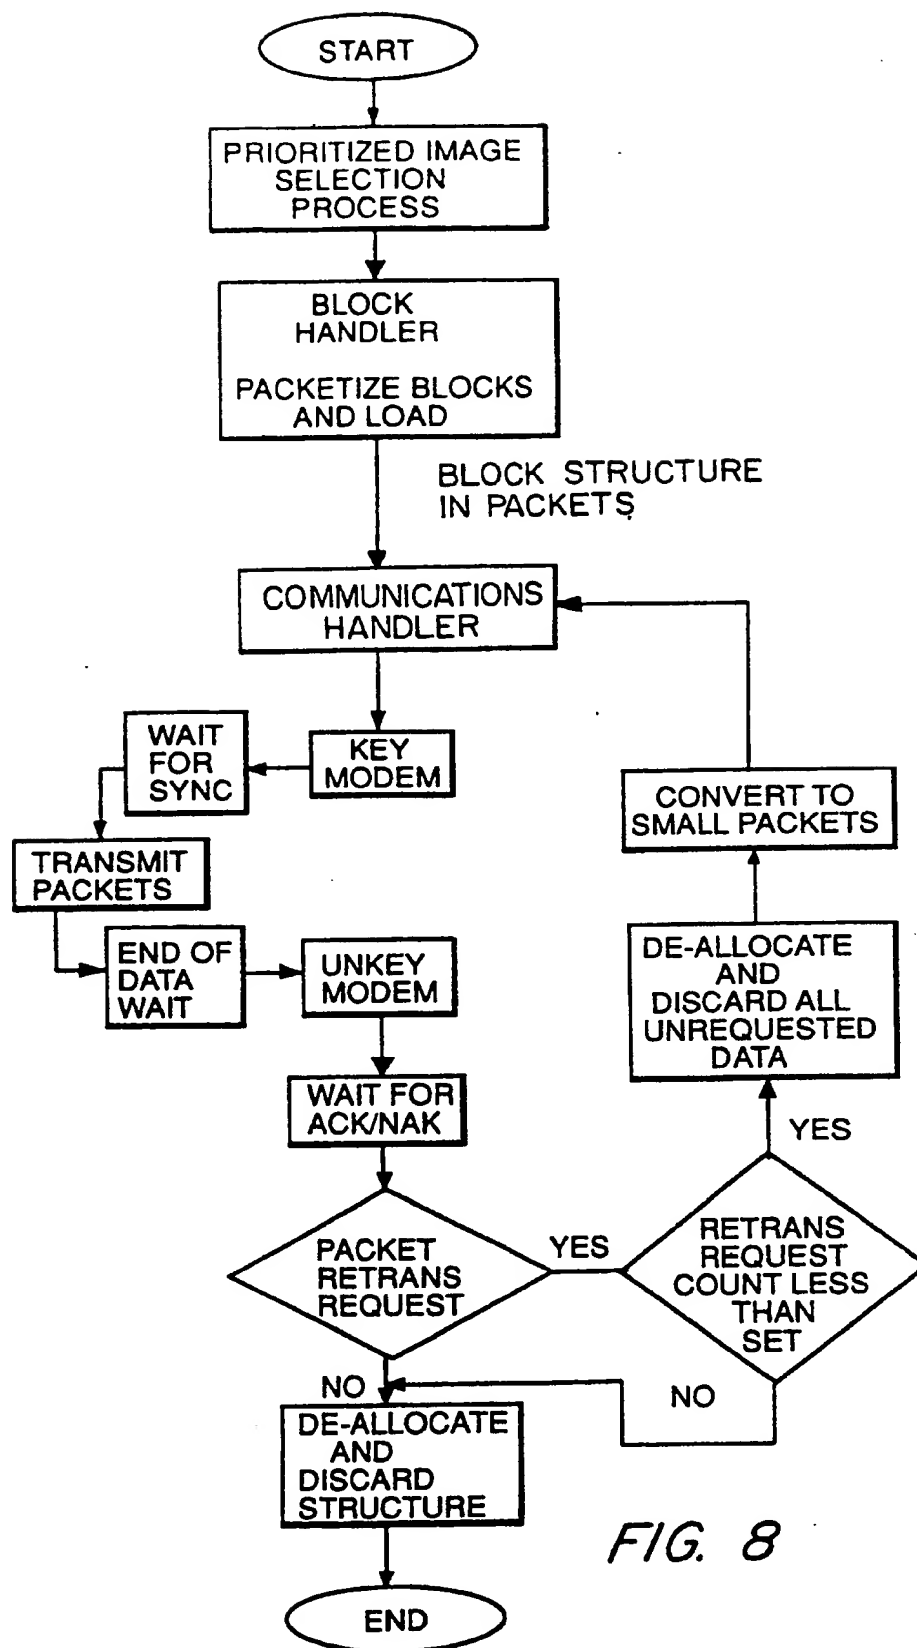 START
PRIORITIZED IMAGE
SELECTION
PROCESS
BLOCK
HANDLER
PACKETIZE BLOCKS
AND LOAD
BLOCK STRUCTURE
IN PACKETS
COMMUNICATIONS
HANDLER
KEY
MODEM
WAIT
FOR
SYNC
TRANSMIT
PACKETS
END OF
DATA
WAIT
UNKEY
MODEM
WAIT FOR
ACK/NAK
PACKET
RETRANS
REQUEST
YES
RETRANS
REQUEST
COUNT LESS
THAN
SET
YES
DE-ALLOCATE
AND
DISCARD ALL
UNREQUESTED
DATA
CONVERT TO
SMALL PACKETS
NO
NO
DE-ALLOCATE
AND
DISCARD
STRUCTURE
END
FIG. 8